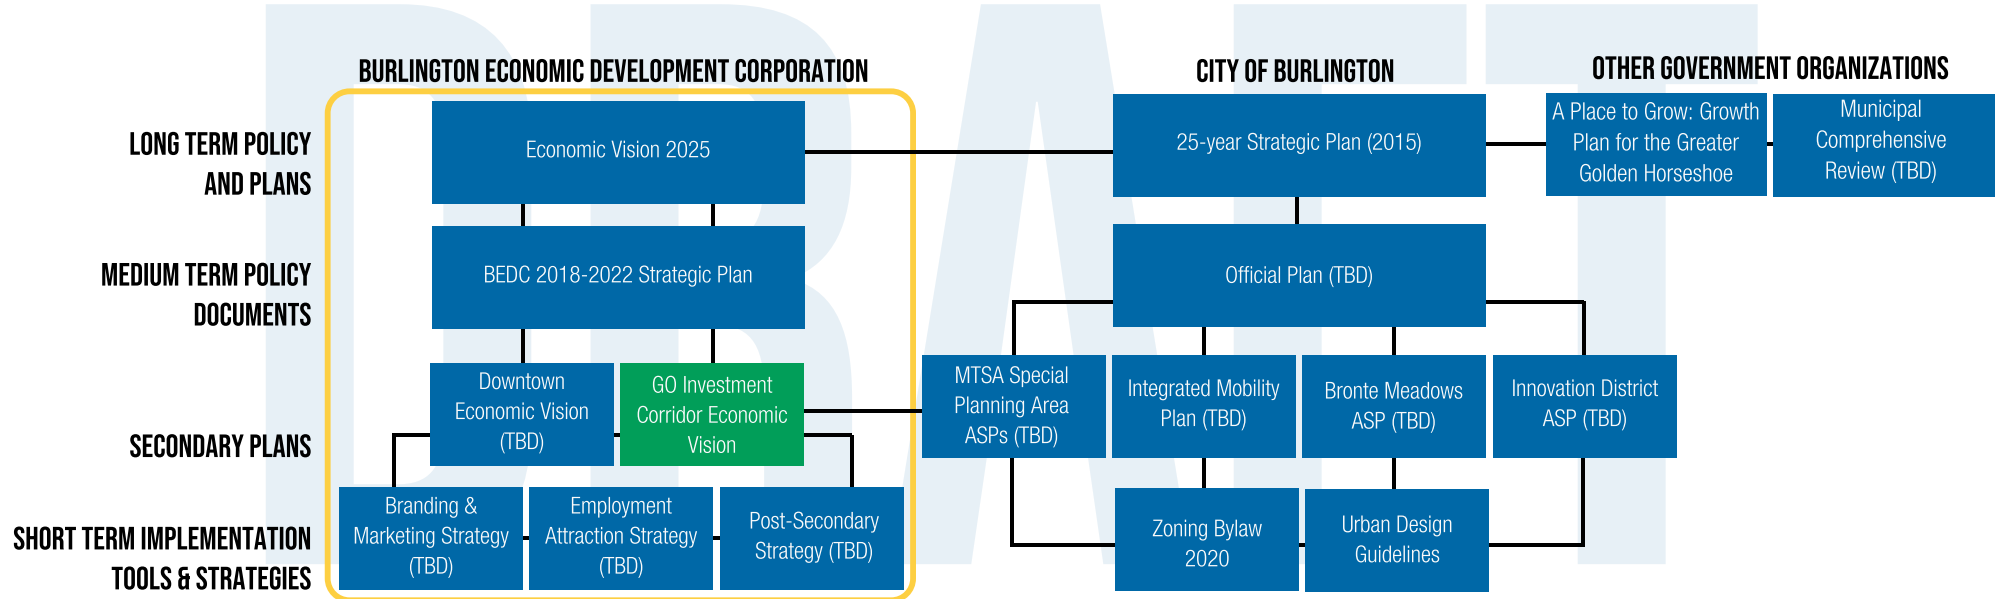 DRAFT
BURLINGTON ECONOMIC DEVELOPMENT CORPORATION
CITY OF BURLINGTON
OTHER GOVERNMENT ORGANIZATIONS
LONG TERM POLICY
AND PLANS
Economic Vision 2025
25-year Strategic Plan (2015)
A Place to Grow: Growth
Plan for the Greater
Golden Horseshoe
Municipal
Comprehensive
Review (TBD)
MEDIUM TERM POLICY
DOCUMENTS
BEDC 2018-2022 Strategic Plan
Official Plan (TBD)
SECONDARY PLANS
Downtown
Economic Vision
(TBD)
GO Investment
Corridor Economic
Vision
MTSA Special
Planning Area
ASPs (TBD)
Integrated Mobility
Plan (TBD)
Bronte Meadows
ASP (TBD)
Innovation District
ASP (TBD)
SHORT TERM IMPLEMENTATION
TOOLS & STRATEGIES
Branding &
Marketing Strategy
(TBD)
Employment
Attraction Strategy
(TBD)
Post-Secondary
Strategy (TBD)
Zoning Bylaw
2020
Urban Design
Guidelines